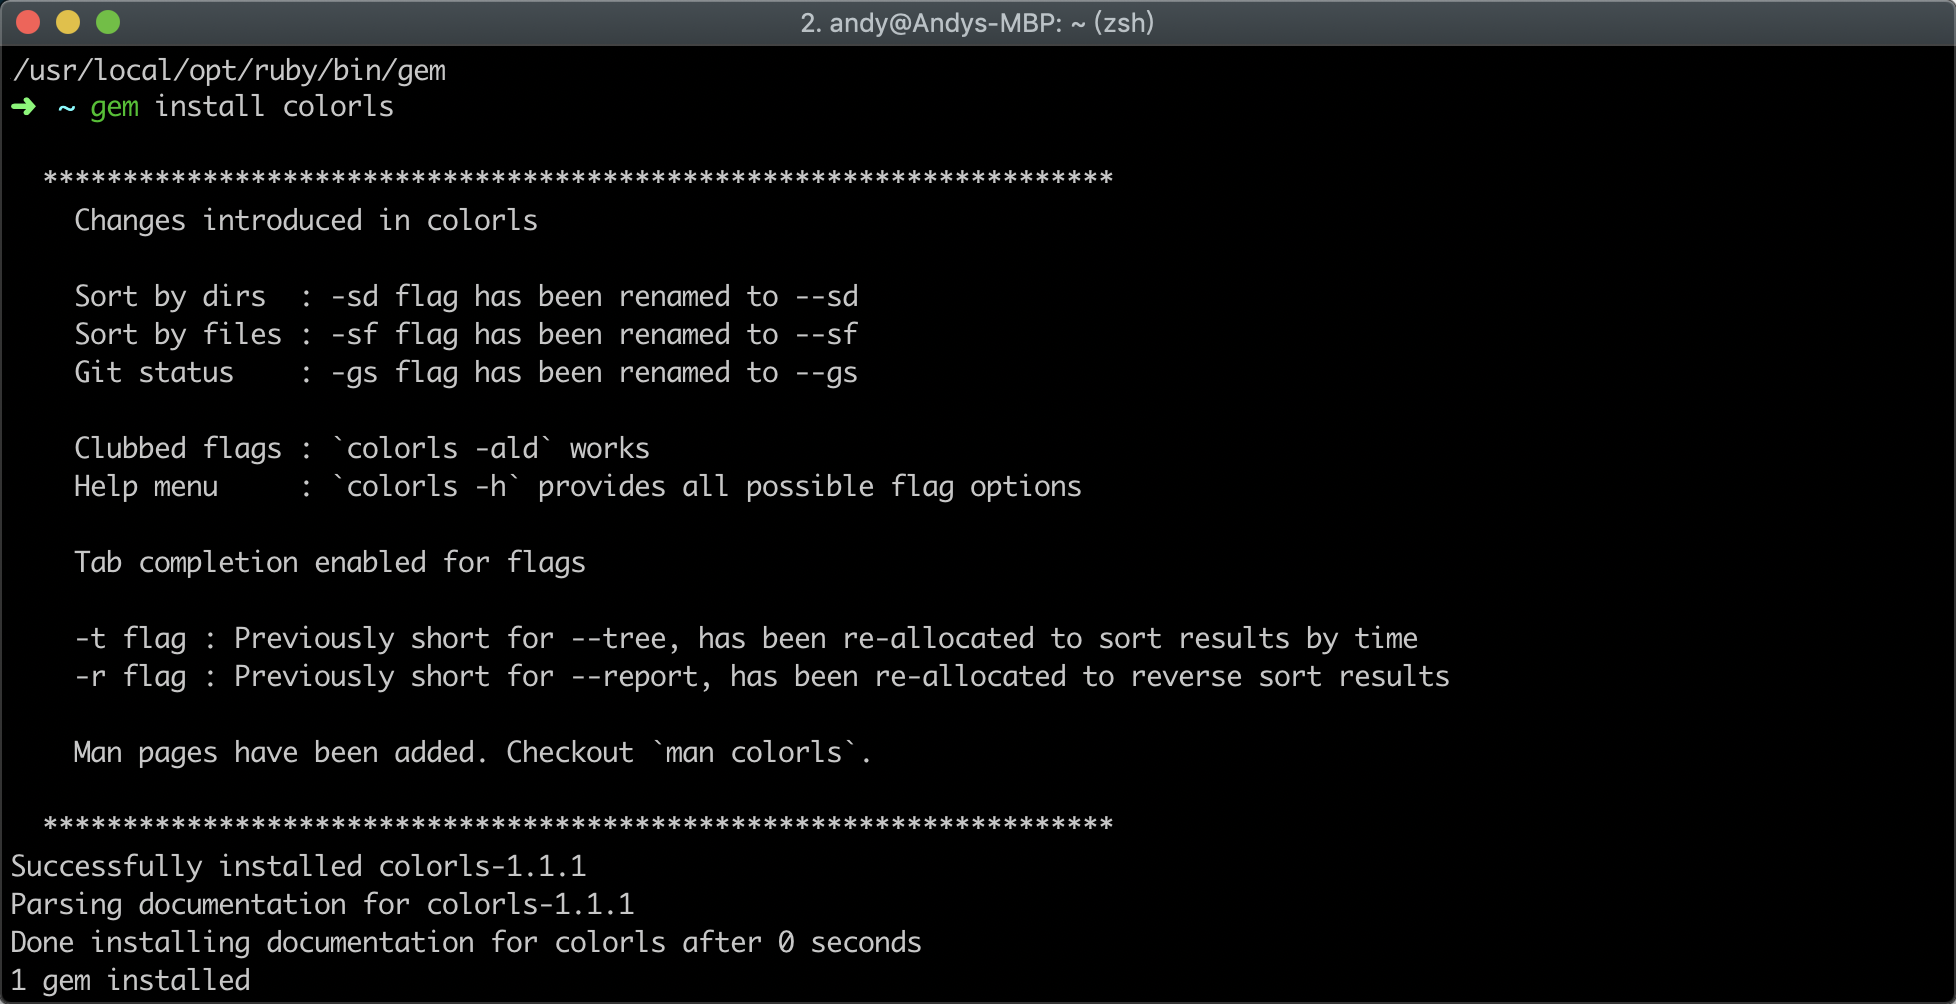 2. andy@Andys-MBP: ~ (zsh)
/usr/local/opt/ruby/bin/gem
➜  ~ gem install colorls
*******************************************************************
Changes introduced in colorls
Sort by dirs  : -sd flag has been renamed to --sd
Sort by files : -sf flag has been renamed to --sf
Git status    : -gs flag has been renamed to --gs
Clubbed flags : `colorls -ald` works
Help menu     : `colorls -h` provides all possible flag options
Tab completion enabled for flags
-t flag : Previously short for --tree, has been re-allocated to sort results by time
-r flag : Previously short for --report, has been re-allocated to reverse sort results
Man pages have been added. Checkout `man colorls`.
*******************************************************************
Successfully installed colorls-1.1.1
Parsing documentation for colorls-1.1.1
Done installing documentation for colorls after 0 seconds
1 gem installed